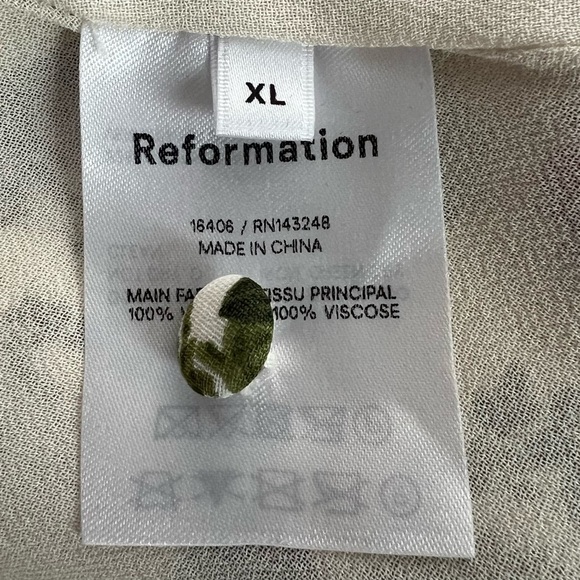 XL
Reformation
16406 / RN143248
MADE IN CHINA
MAIN FA ISSU PRINCIPAL
100% V 100% VISCOSE